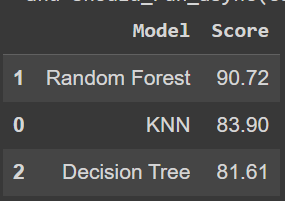 Model Score
1 Random Forest 90.72
0 KNN 83.90
2 Decision Tree 81.61